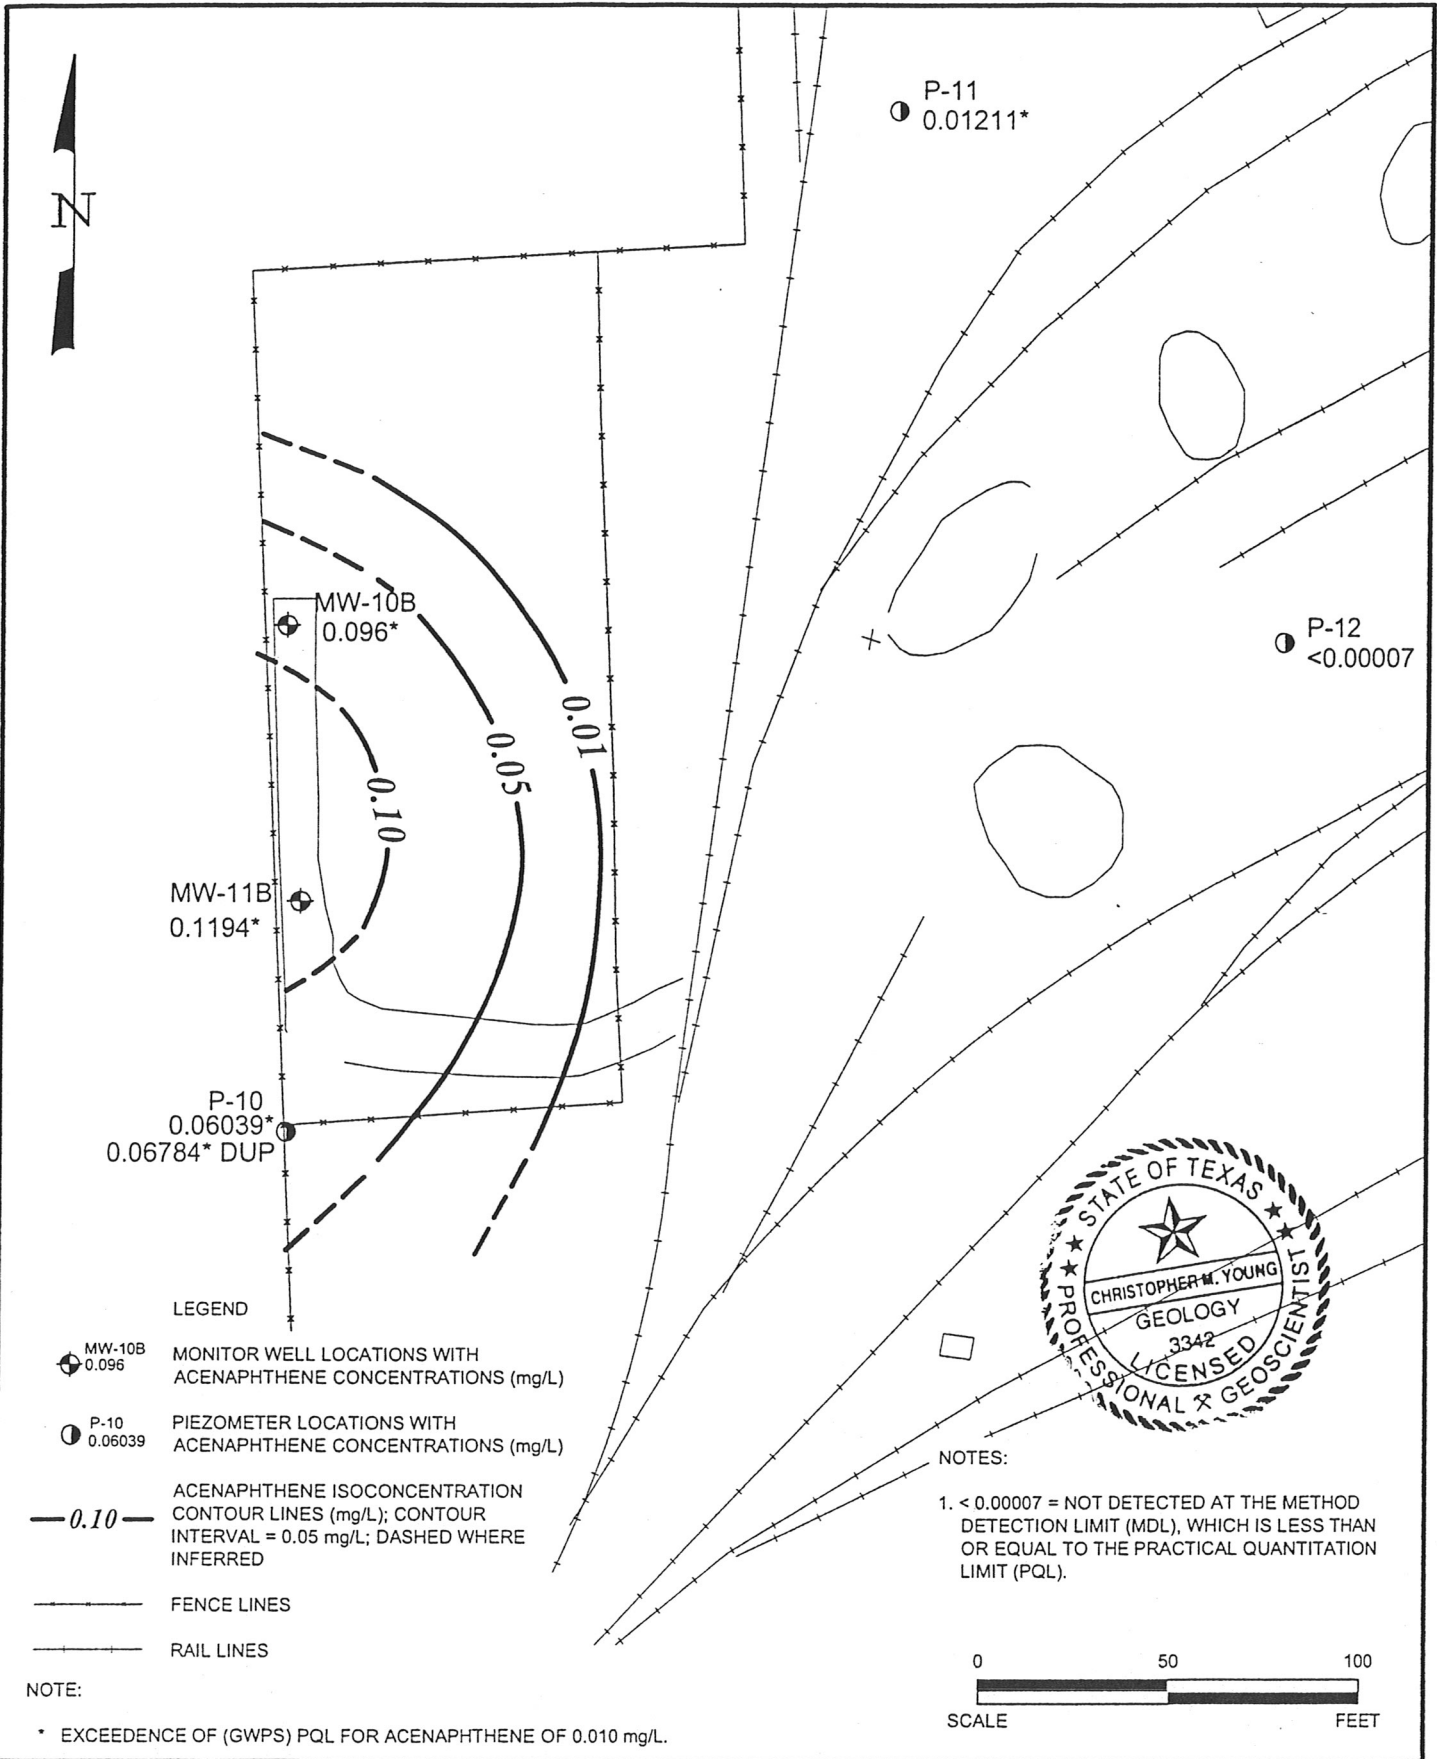 P-11
0.01211*
N
MW-10B
0.096*
P-12
<0.00007
0.01
0.05
0.10
MW-11B
0.1194*
P-10
0.06039*
0.06784* DUP
STATE OF TEXAS
CHRISTOPHER M. YOUNG
GEOLOGY
3342
LICENSED
PROFESSIONAL GEOSCIENTIST
LEGEND
MW-10B
0.096
MONITOR WELL LOCATIONS WITH
ACENAPHTHENE CONCENTRATIONS (mg/L)
P-10
0.06039
PIEZOMETER LOCATIONS WITH
ACENAPHTHENE CONCENTRATIONS (mg/L)
0.10
ACENAPHTHENE ISOCONCENTRATION
CONTOUR LINES (mg/L); CONTOUR
INTERVAL = 0.05 mg/L; DASHED WHERE
INFERRED
FENCE LINES
RAIL LINES
NOTE:
* EXCEEDENCE OF (GWPS) PQL FOR ACENAPHTHENE OF 0.010 mg/L.
NOTES:
1. < 0.00007 = NOT DETECTED AT THE METHOD
DETECTION LIMIT (MDL), WHICH IS LESS THAN
OR EQUAL TO THE PRACTICAL QUANTITATION
LIMIT (PQL).
0 50 100
SCALE FEET